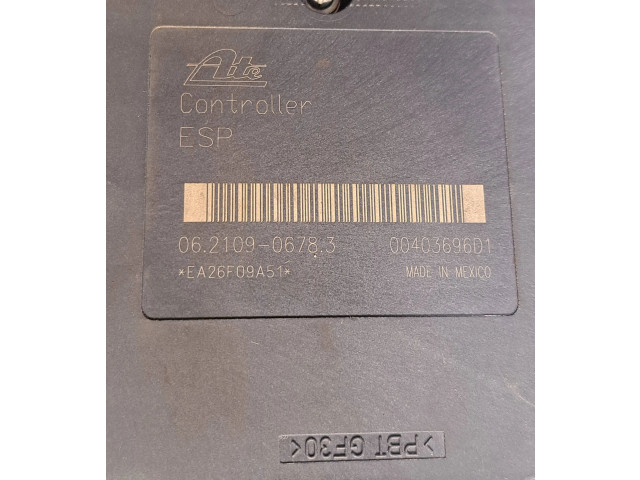 Ate
Controller
ESP
06.2109-0678.3 00403696D1
*EA26F09A51* MADE IN MEXICO
>PBT GF30<